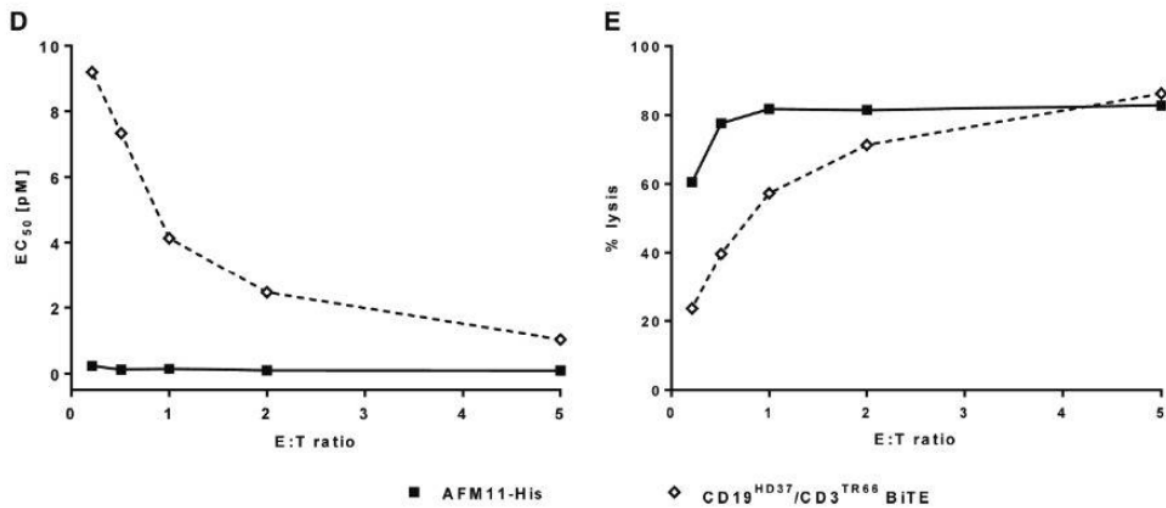 D
10
8
6
4
2
0
EC50 [pM]
0 1 2 3 4 5
E:T ratio
E
100
80
60
40
20
0
% lysis
0 1 2 3 4 5
E:T ratio
AFM11-His
CD19HD37/CD3TR66 BiTE